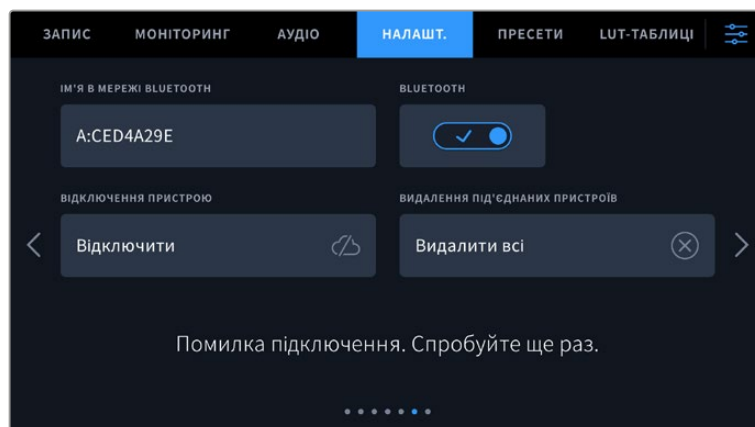 ЗАПИС МОНІТОРИНГ АУДІО НАЛАШТ. ПРЕСЕТИ LUT-ТАБЛИЦІ
ІМ'Я В МЕРЕЖІ BLUETOOTH BLUETOOTH
A:CED4A29E
ВІДКЛЮЧЕННЯ ПРИСТРОЮ ВИДАЛЕННЯ ПІД'ЄДНАНИХ ПРИСТРОЇВ
Відключити Видалити всі
Помилка підключення. Спробуйте ще раз.